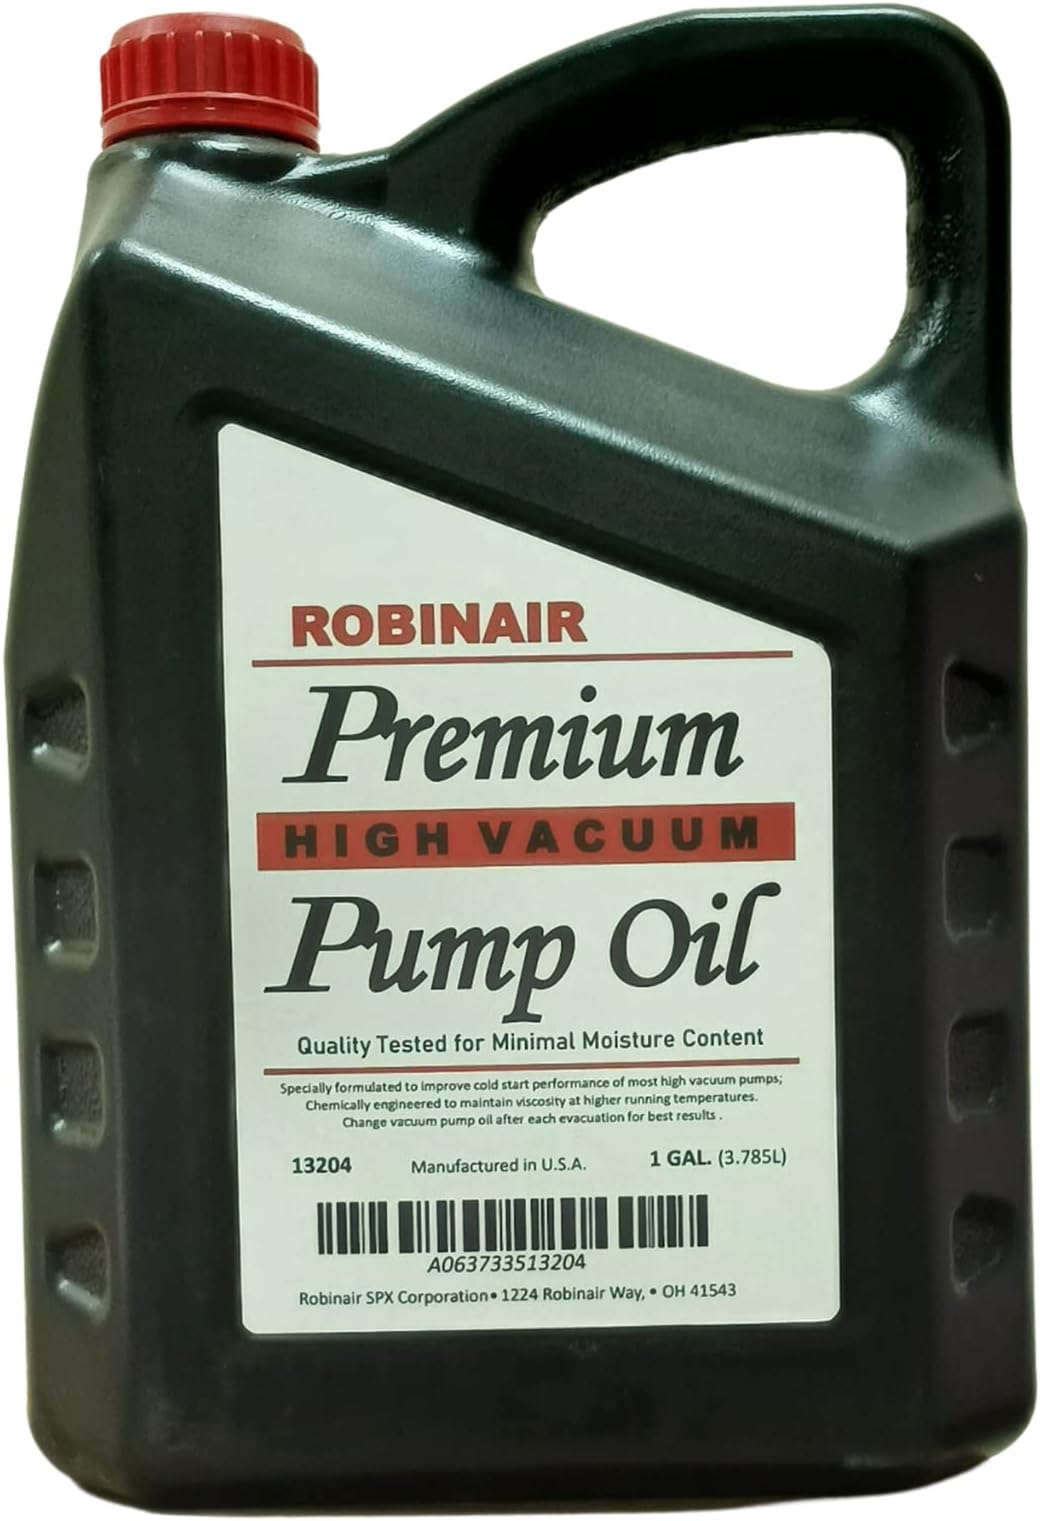 ROBINAIR
Premium
HIGH VACUUM
Pump Oil
Quality Tested for Minimal Moisture Content
Specially formulated to improve cold start performance of most high vacuum pumps;
Chemically engineered to maintain viscosity at higher running temperatures.
Change vacuum pump oil after each evacuation for best results .
13204 Manufactured in U.S.A. 1 GAL. (3.785L)
A063733513204
Robinair SPX Corporation• 1224 Robinair Way, • OH 41543